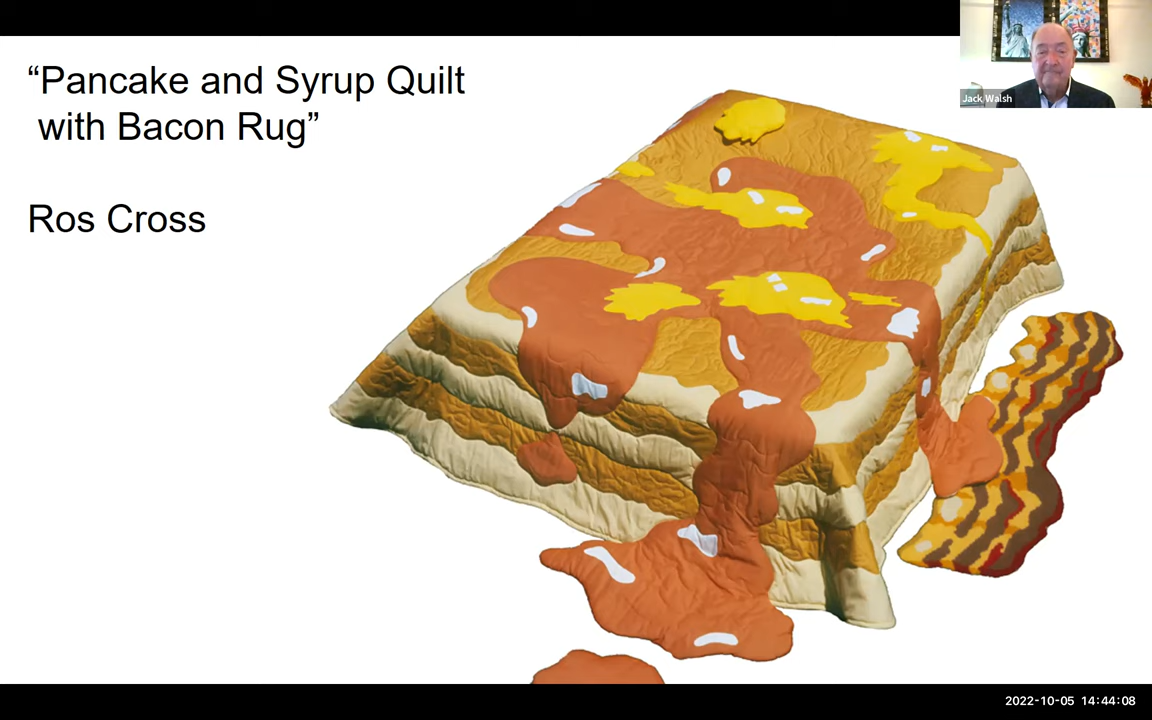 “Pancake and Syrup Quilt
with Bacon Rug”
Ros Cross
Jack Walsh
2022-10-05 14:44:08